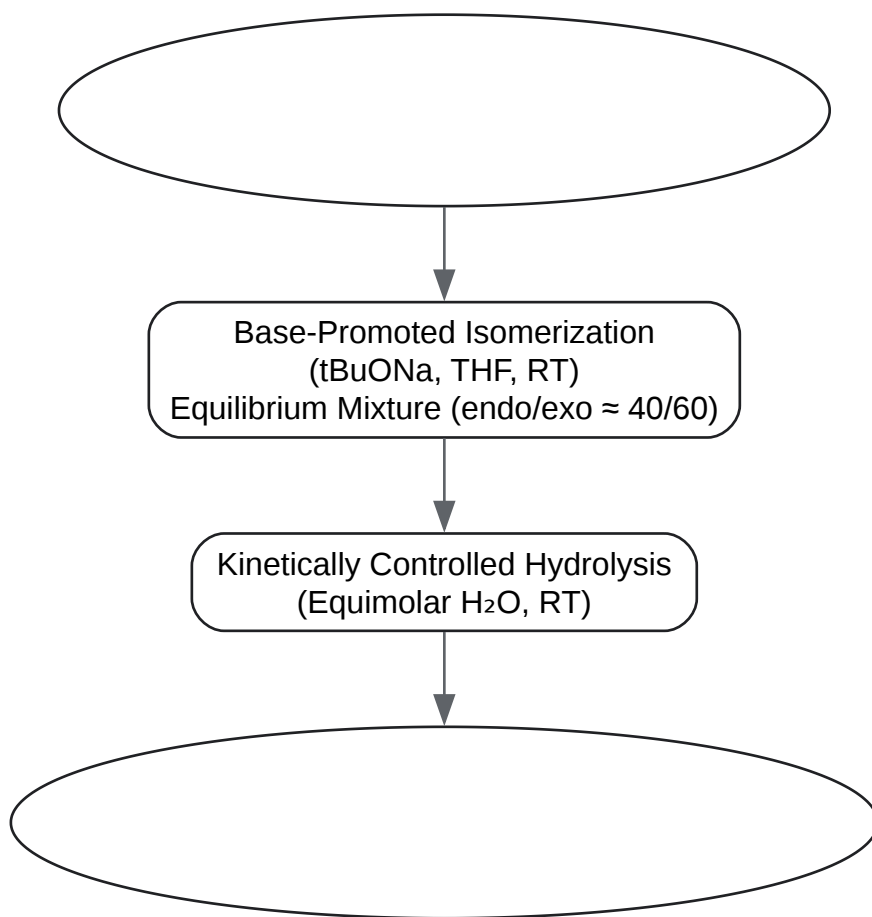 Base-Promoted Isomerization
(tBuONa, THF, RT)
Equilibrium Mixture (endo/exo ≈ 40/60)
Kinetically Controlled Hydrolysis
(Equimolar H₂O, RT)